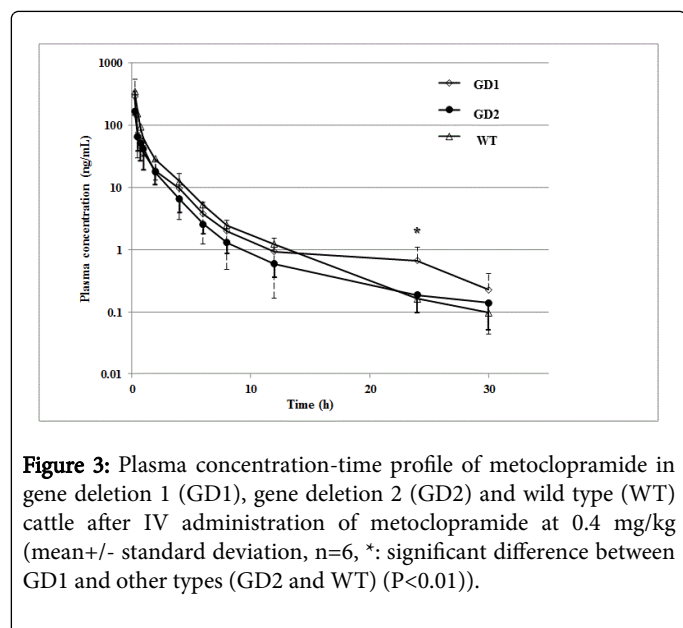 1000
100
10
1
0.1
0.01
Plasma concentration (ng/mL)
GD1
GD2
WT
*
0
10
20
30
Time (h)
Figure 3: Plasma concentration-time profile of metoclopramide in
gene deletion 1 (GD1), gene deletion 2 (GD2) and wild type (WT)
cattle after IV administration of metoclopramide at 0.4 mg/kg
(mean+/- standard deviation, n=6, *: significant difference between
GD1 and other types (GD2 and WT) (P<0.01)).